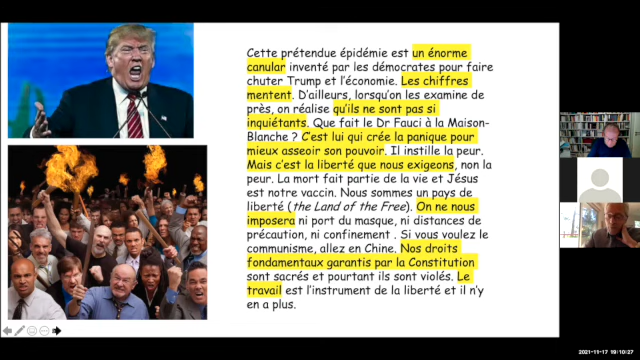 Cette prétendue épidémie est un énorme
canular inventé par les démocrates pour faire
chuter Trump et l'économie. Les chiffres
mentent. D'ailleurs, lorsqu'on les examine de
près, on réalise qu'ils ne sont pas si
inquiétants. Que fait le Dr Fauci à la Maison-
Blanche ? C'est lui qui crée la panique pour
mieux asseoir son pouvoir. Il instille la peur.
Mais c'est la liberté que nous exigeons, non la
peur. La mort fait partie de la vie et Jésus
est notre vaccin. Nous sommes un pays de
liberté (the Land of the Free). On ne nous
imposera ni port du masque, ni distances de
précaution, ni confinement . Si vous voulez le
communisme, allez en Chine. Nos droits
fondamentaux garantis par la Constitution
sont sacrés et pourtant ils sont violés. Le
travail est l'instrument de la liberté et il n'y
en a plus.
2021-11-17 19:10:27